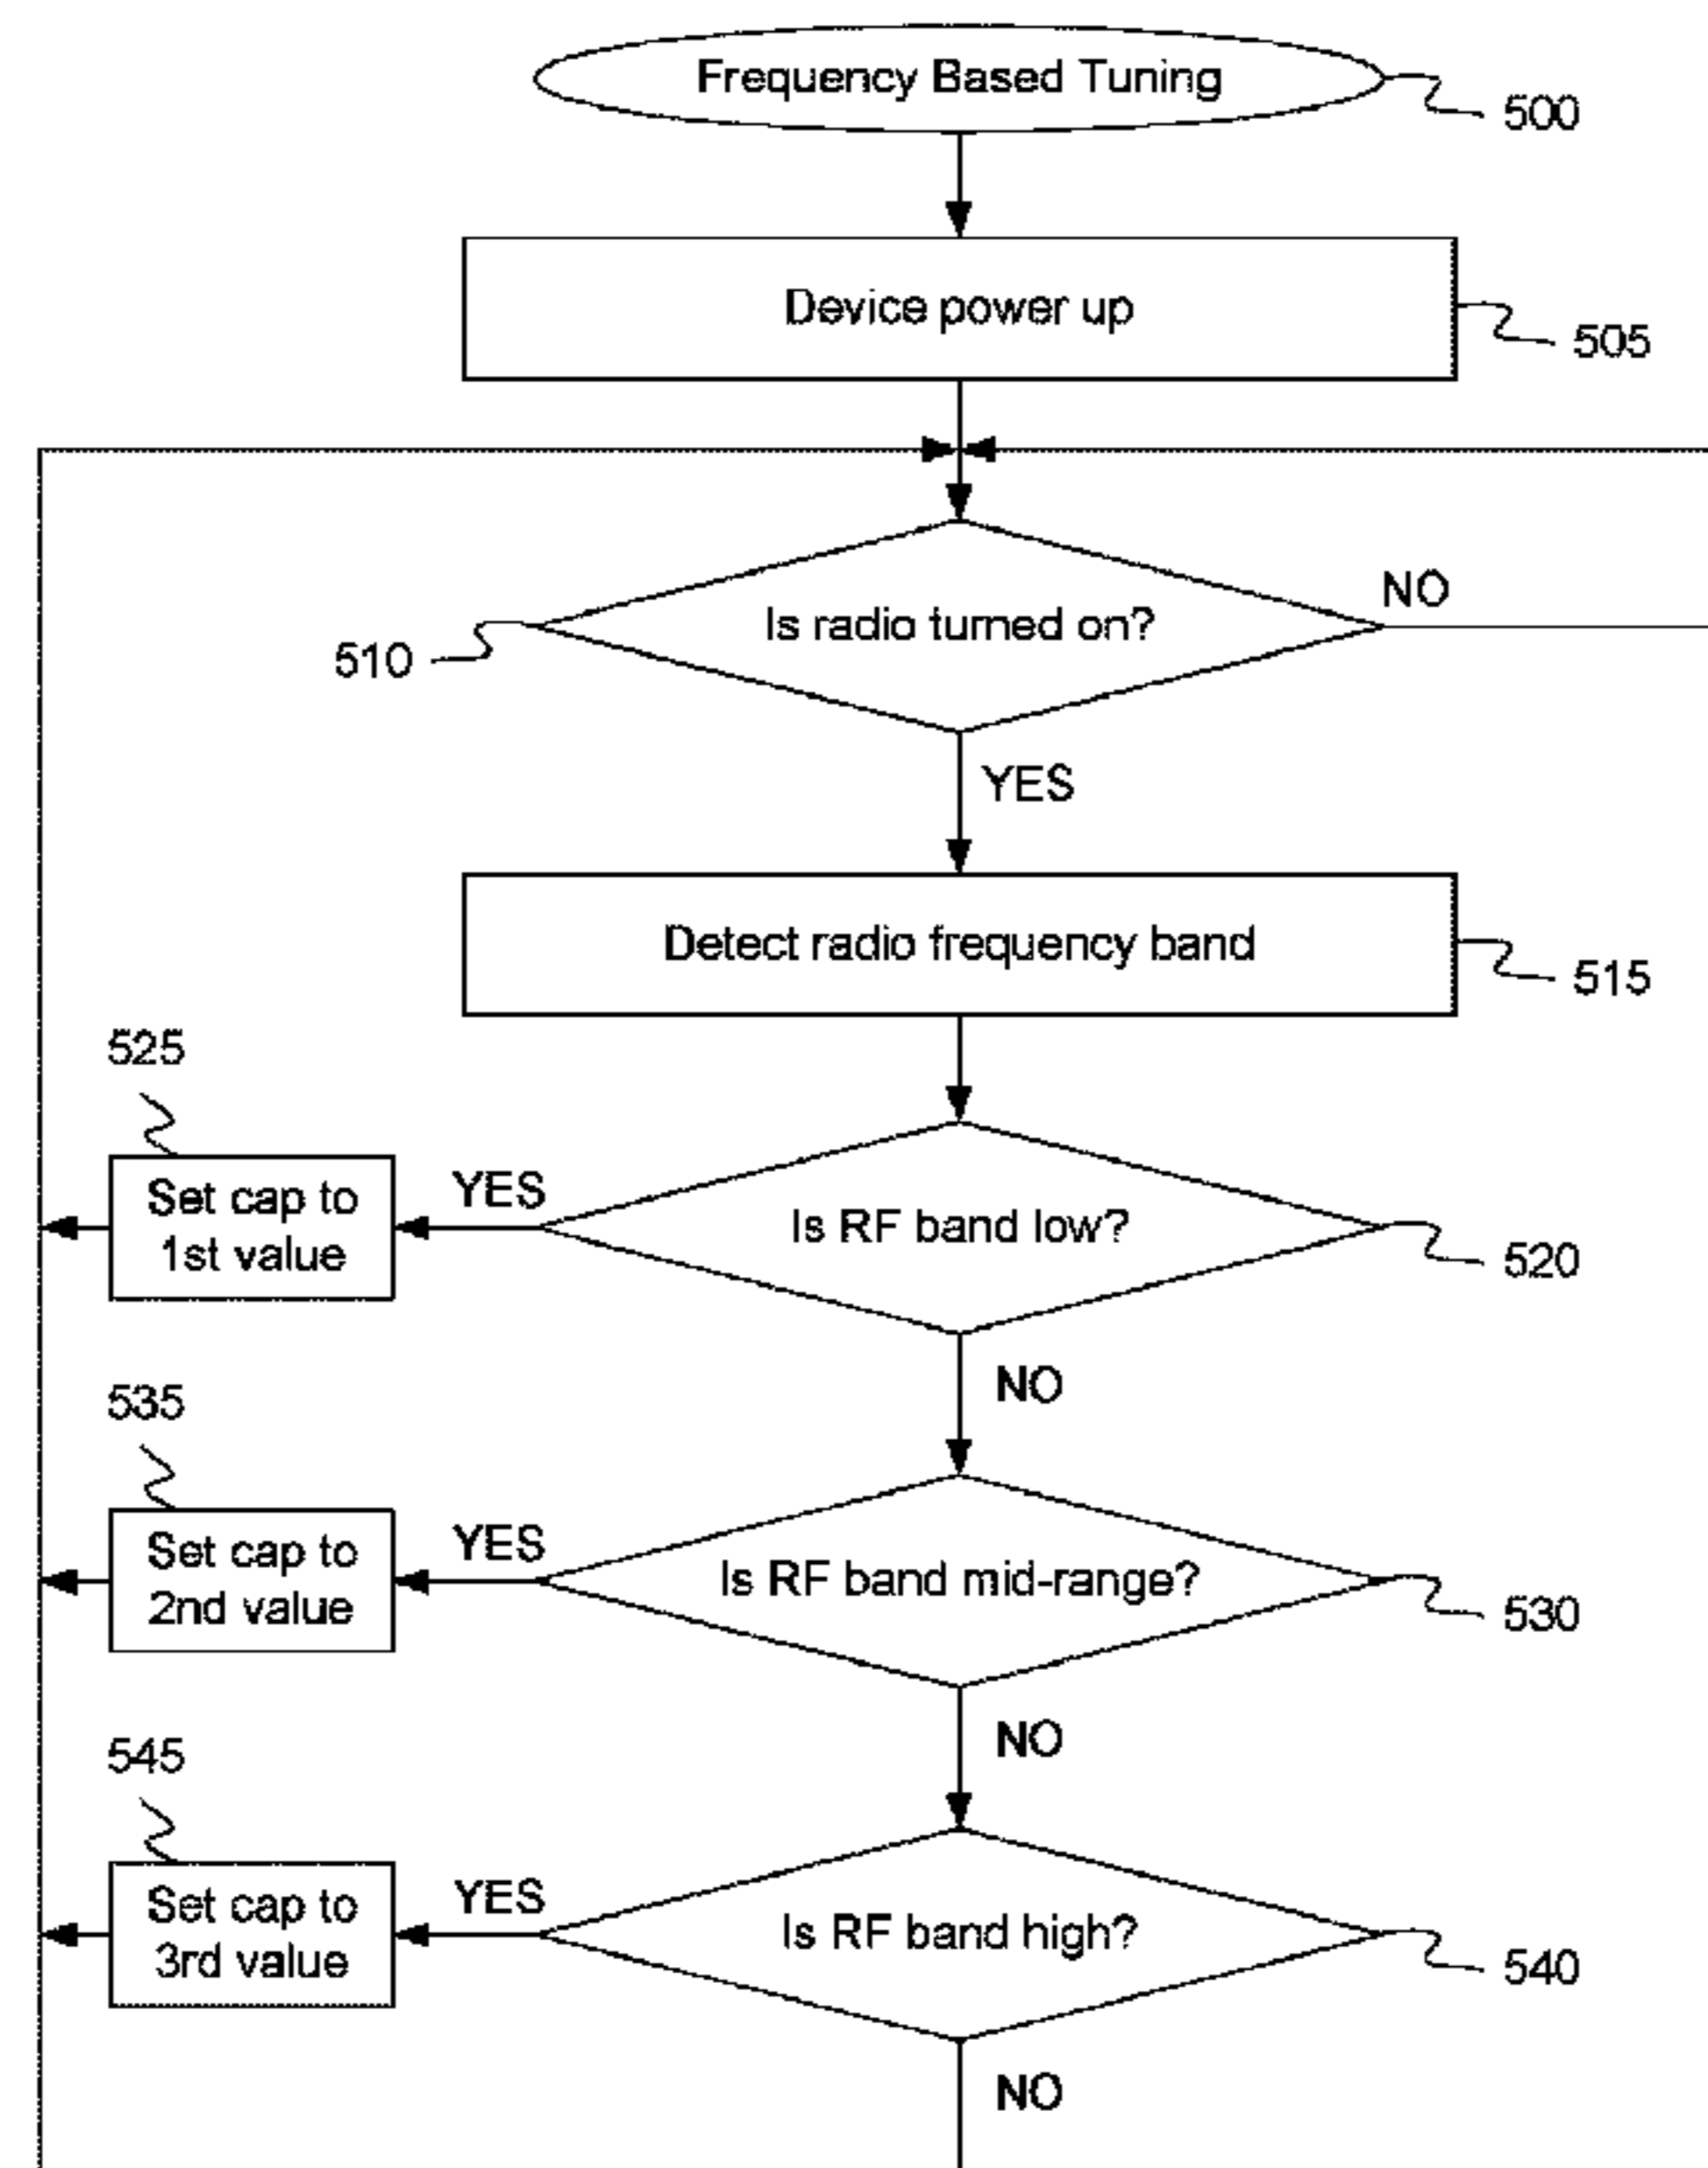 Frequency Based Tuning
500
Device power up
505
Is radio turned on?
NO
510
YES
Detect radio frequency band
515
525
Set cap to
1st value
YES
Is RF band low?
520
NO
535
Set cap to
2nd value
YES
Is RF band mid-range?
530
NO
545
Set cap to
3rd value
YES
Is RF band high?
540
NO